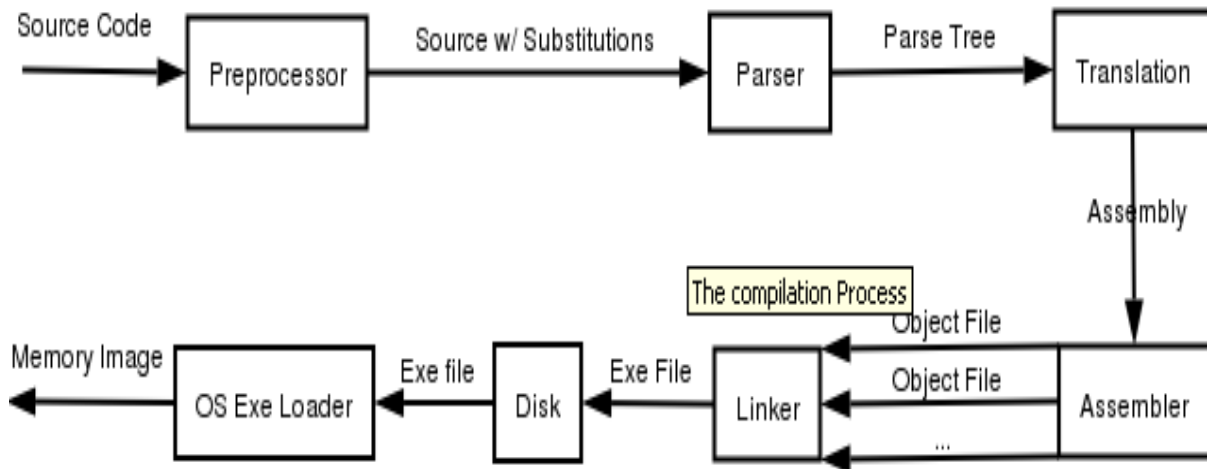 Source Code
Preprocessor
Source w/ Substitutions
Parser
Parse Tree
Translation
Assembly
The compilation Process
Object File
Object File
...
Assembler
Linker
Exe File
Disk
Exe file
OS Exe Loader
Memory Image